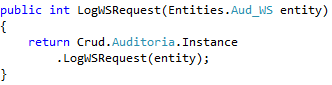 public int LogWSRequest(Entities.Aud_WS entity)
{
    return Crud.Auditoria.Instance
        .LogWSRequest(entity);
}